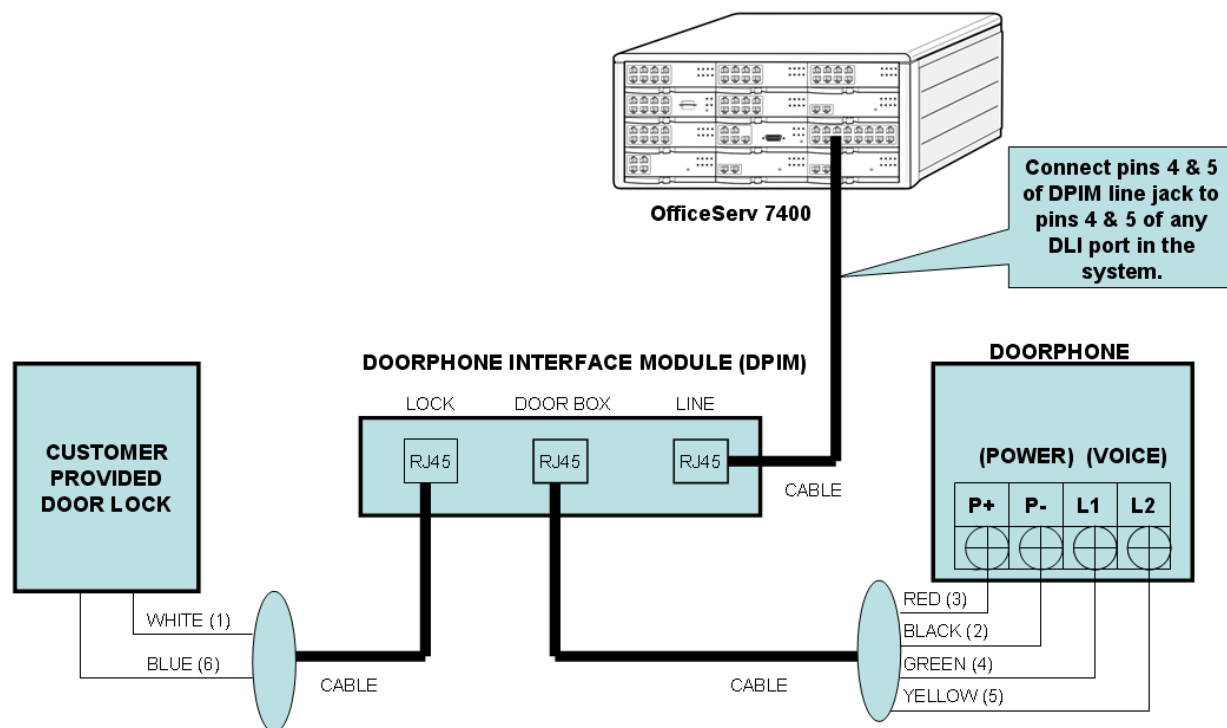 OfficeServ 7400
Connect pins 4 & 5
of DPIM line jack to
pins 4 & 5 of any
DLI port in the
system.
DOORPHONE INTERFACE MODULE (DPIM)
LOCK
DOOR BOX
LINE
RJ45
RJ45
RJ45
CABLE
CUSTOMER
PROVIDED
DOOR LOCK
WHITE (1)
BLUE (6)
CABLE
CABLE
DOORPHONE
(POWER) (VOICE)
P+ P- L1 L2
RED (3)
BLACK (2)
GREEN (4)
YELLOW (5)